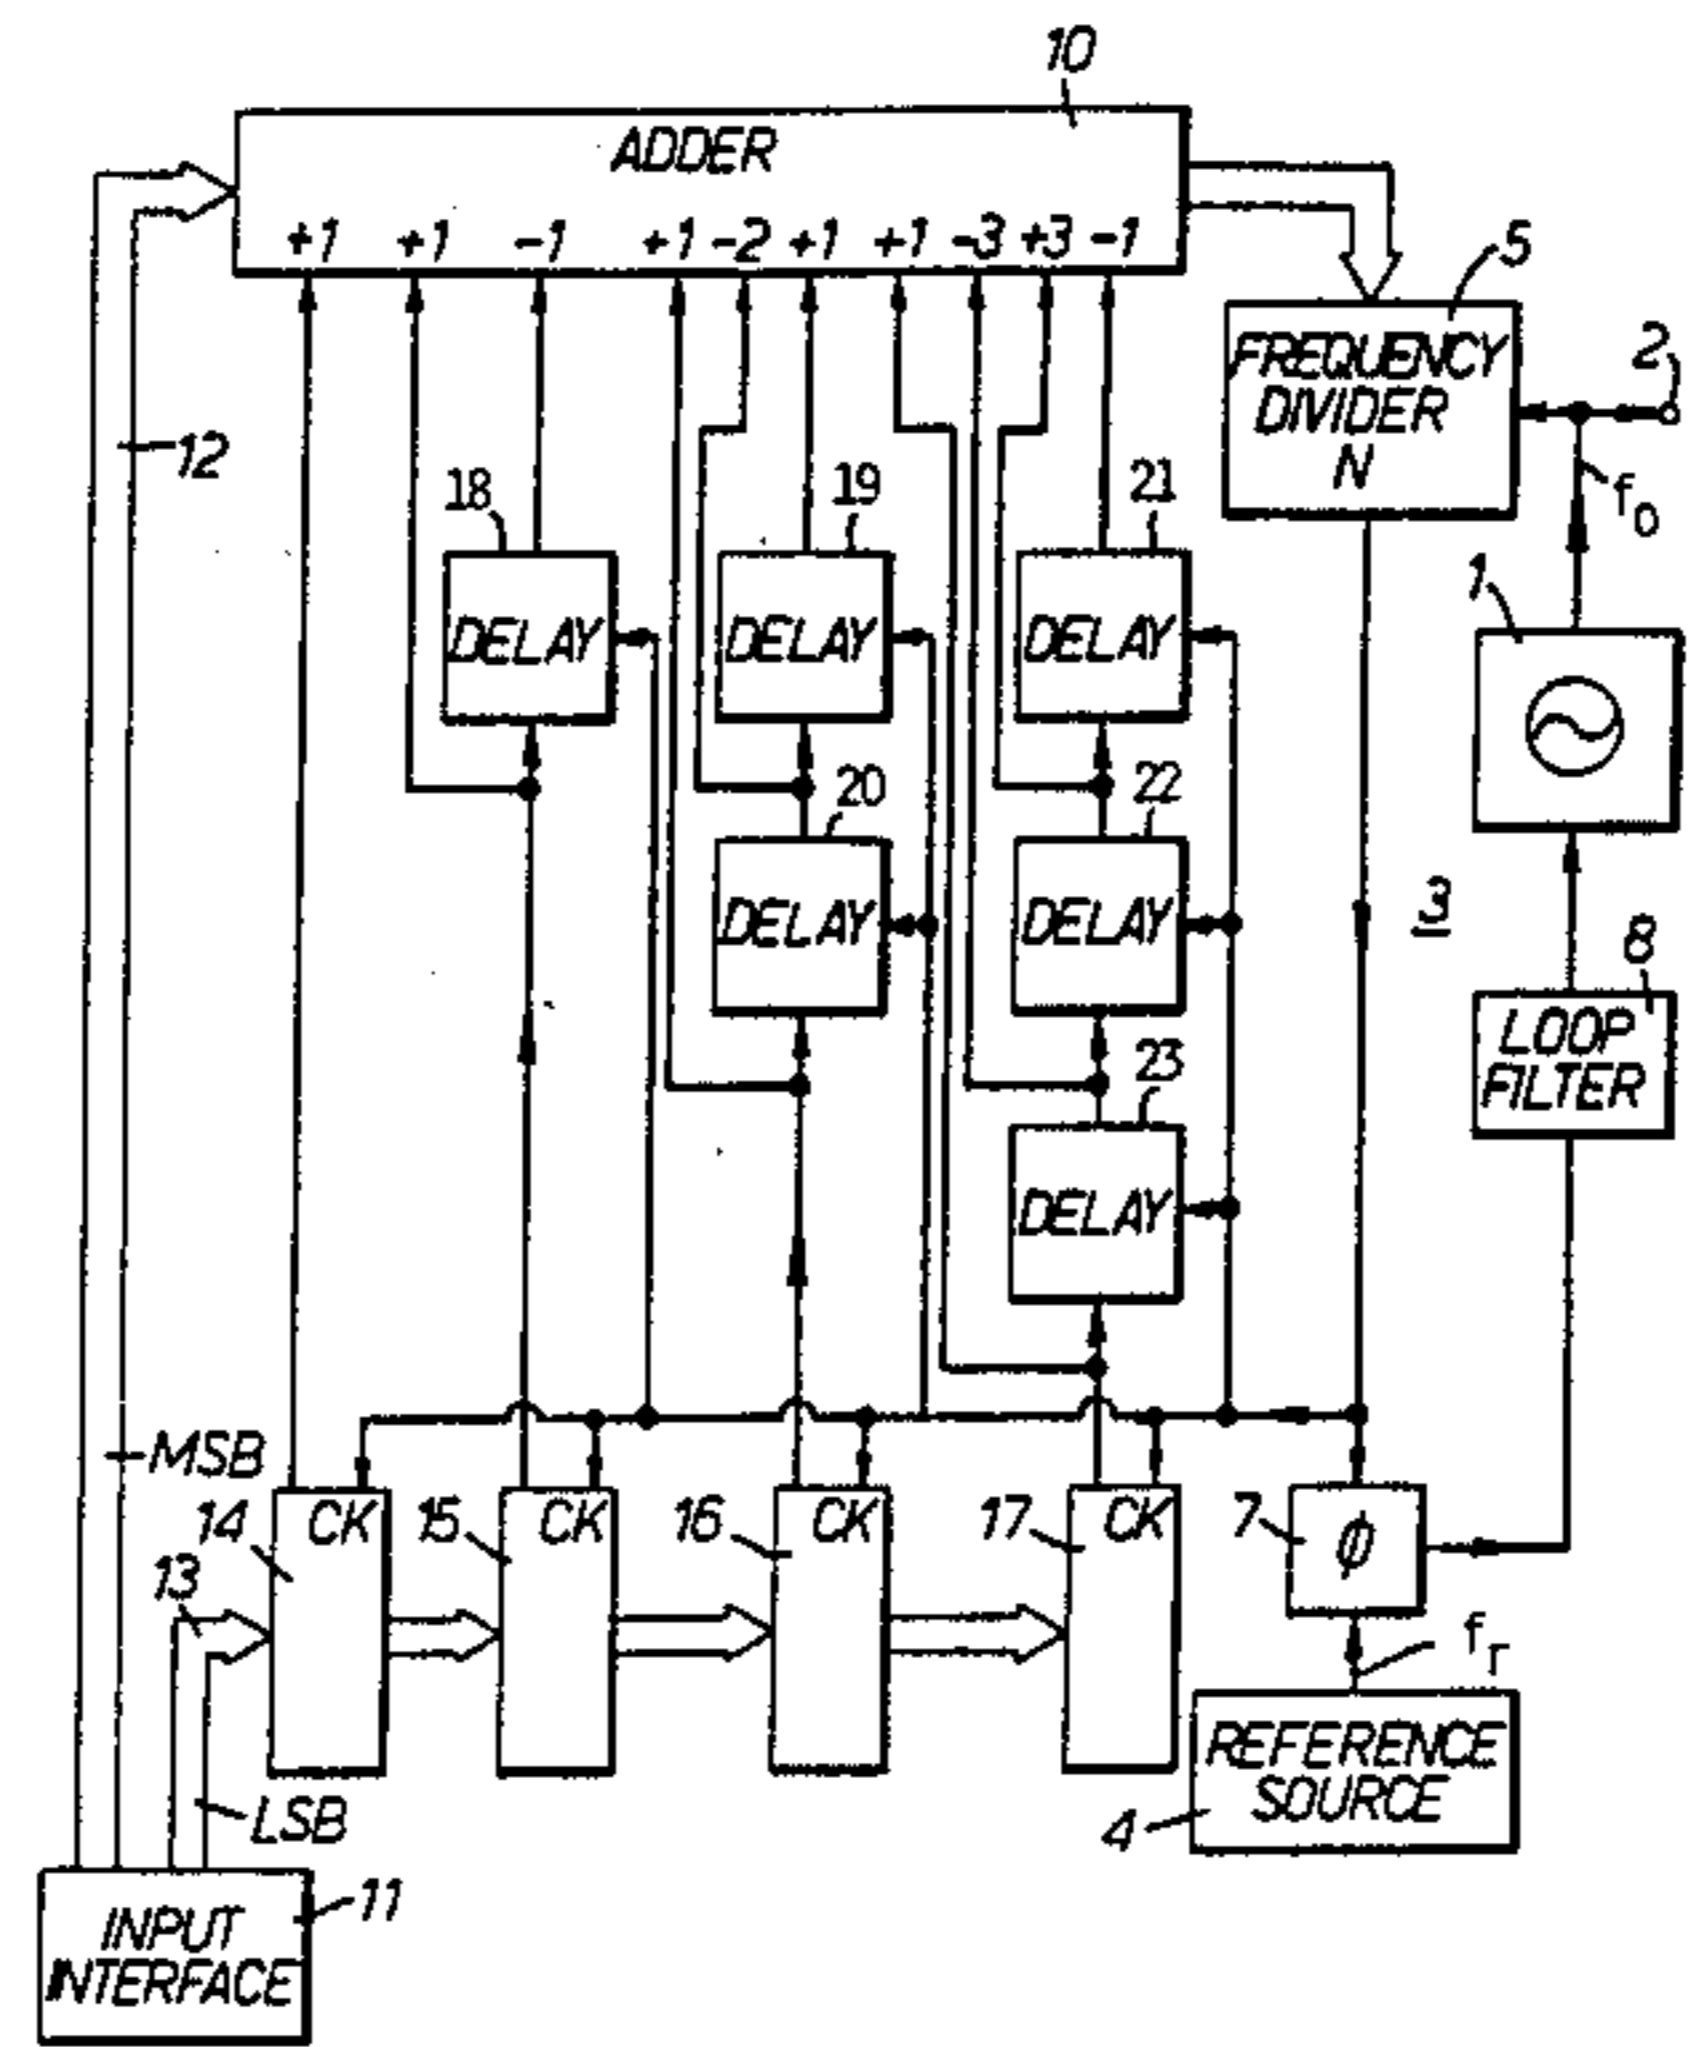 10
ADDER
+1 +1 -1 +1 -2 +1 +1 -3 +3 -1
5
FREQUENCY
DIVIDER
N
2
12
fo
18
19
21
1
DELAY
DELAY
DELAY
20
22
DELAY
DELAY
3
8
LOOP
FILTER
23
DELAY
MSB
14
CK
15
CK
16
CK
17
CK
7
φ
13
fr
REFERENCE
SOURCE
4
LSB
11
INPUT
INTERFACE